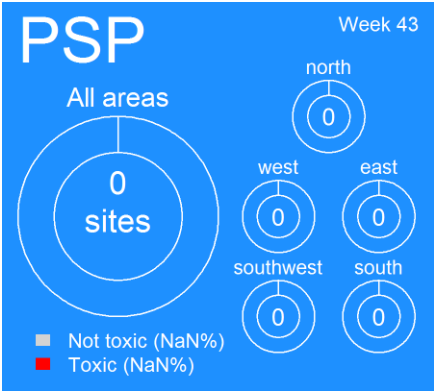 PSP
Week 43
All areas
0
sites
north
0
west
0
east
0
southwest
0
south
0
Not toxic (NaN%)
Toxic (NaN%)